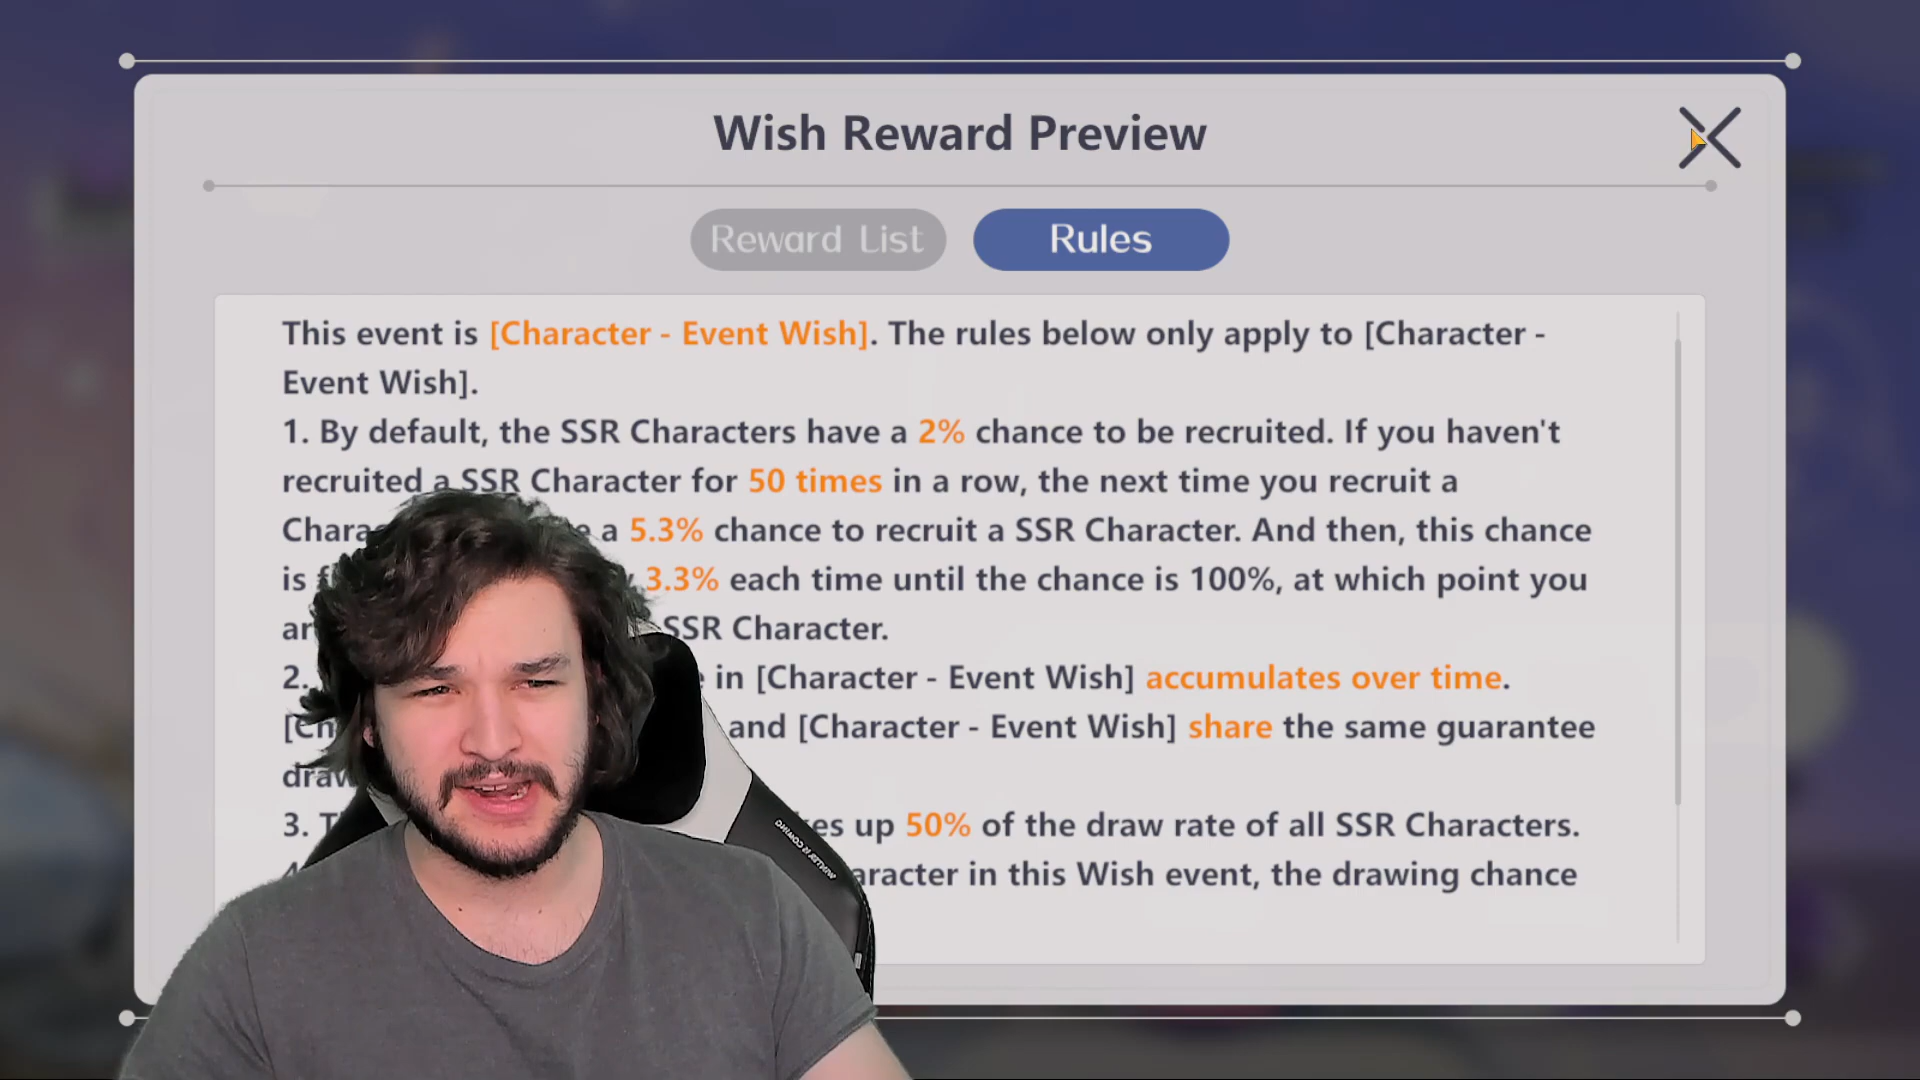 Wish Reward Preview
Reward List
Rules
This event is [Character - Event Wish]. The rules below only apply to [Character -
Event Wish].
1. By default, the SSR Characters have a 2% chance to be recruited. If you haven't
recruited a SSR Character for 50 times in a row, the next time you recruit a
a 5.3% chance to recruit a SSR Character. And then, this chance
is 3.3% each time until the chance is 100%, at which point you
SSR Character.
2. in [Character - Event Wish] accumulates over time.
and [Character - Event Wish] share the same guarantee
3. up 50% of the draw rate of all SSR Characters.
in this Wish event, the drawing chance